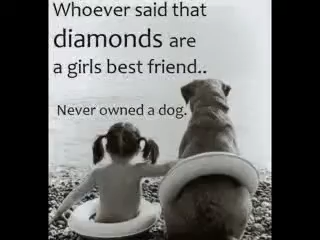 Whoever said that
diamonds are
a girls best friend..
Never owned a dog.